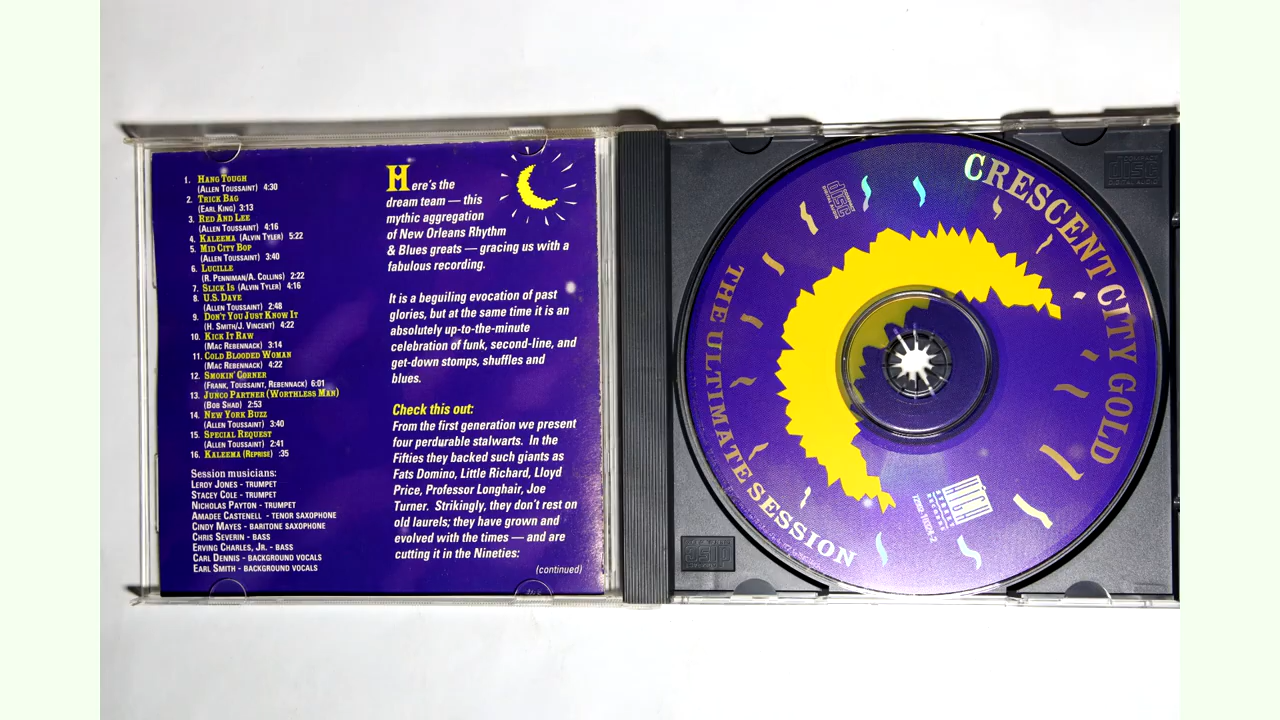 1. HANG TOUGH
(ALLEN TOUSSAINT) 4:30
2. TRICK BAG
(EARL KING) 3:13
3. RED AND LEE
(ALLEN TOUSSAINT) 4:16
4. KALEEMA (ALVIN TYLER) 5:22
5. MID CITY BOP
(ALLEN TOUSSAINT) 3:40
6. LUCILLE
(R. PENNIMAN/A. COLLINS) 2:22
7. SLICK IS (ALVIN TYLER) 4:16
8. U.S. DAVE
(ALLEN TOUSSAINT) 2:48
9. DON'T YOU JUST KNOW IT
(H. SMITH/J. VINCENT) 4:22
10. KICK IT RAW
(MAC REBENNACK) 3:14
11. COLD BLOODED WOMAN
(MAC REBENNACK) 4:22
12. SMOKIN' CORNER
(FRANK, TOUSSAINT, REBENNACK) 6:01
13. JUNCO PARTNER (WORTHLESS MAN)
(BOB SHAD) 2:53
14. NEW YORK BUZZ
(ALLEN TOUSSAINT) 3:40
15. SPECIAL REQUEST
(ALLEN TOUSSAINT) 2:41
16. KALEEMA (REPRISE) :35
Session musicians:
LEROY JONES - TRUMPET
STACEY COLE - TRUMPET
NICHOLAS PAYTON - TRUMPET
AMADEE CASTENELL - TENOR SAXOPHONE
CINDY MAYES - BARITONE SAXOPHONE
CHRIS SEVERIN - BASS
ERVING CHARLES, JR. - BASS
CARL DENNIS - BACKGROUND VOCALS
EARL SMITH - BACKGROUND VOCALS
Here's the
dream team — this
mythic aggregation
of New Orleans Rhythm
& Blues greats — gracing us with a
fabulous recording.
It is a beguiling evocation of past
glories, but at the same time it is an
absolutely up-to-the-minute
celebration of funk, second-line, and
get-down stomps, shuffles and
blues.
Check this out:
From the first generation we present
four perdurable stalwarts. In the
Fifties they backed such giants as
Fats Domino, Little Richard, Lloyd
Price, Professor Longhair, Joe
Turner. Strikingly, they don't rest on
old laurels; they have grown and
evolved with the times — and are
cutting it in the Nineties:
(continued)
CRESCENT CITY GOLD
THE ULTIMATE SESSION
COMPACT
disc
DIGITAL AUDIO
HIGH
STREET
RECORDS
COMPACT
disc
DIGITAL AUDIO